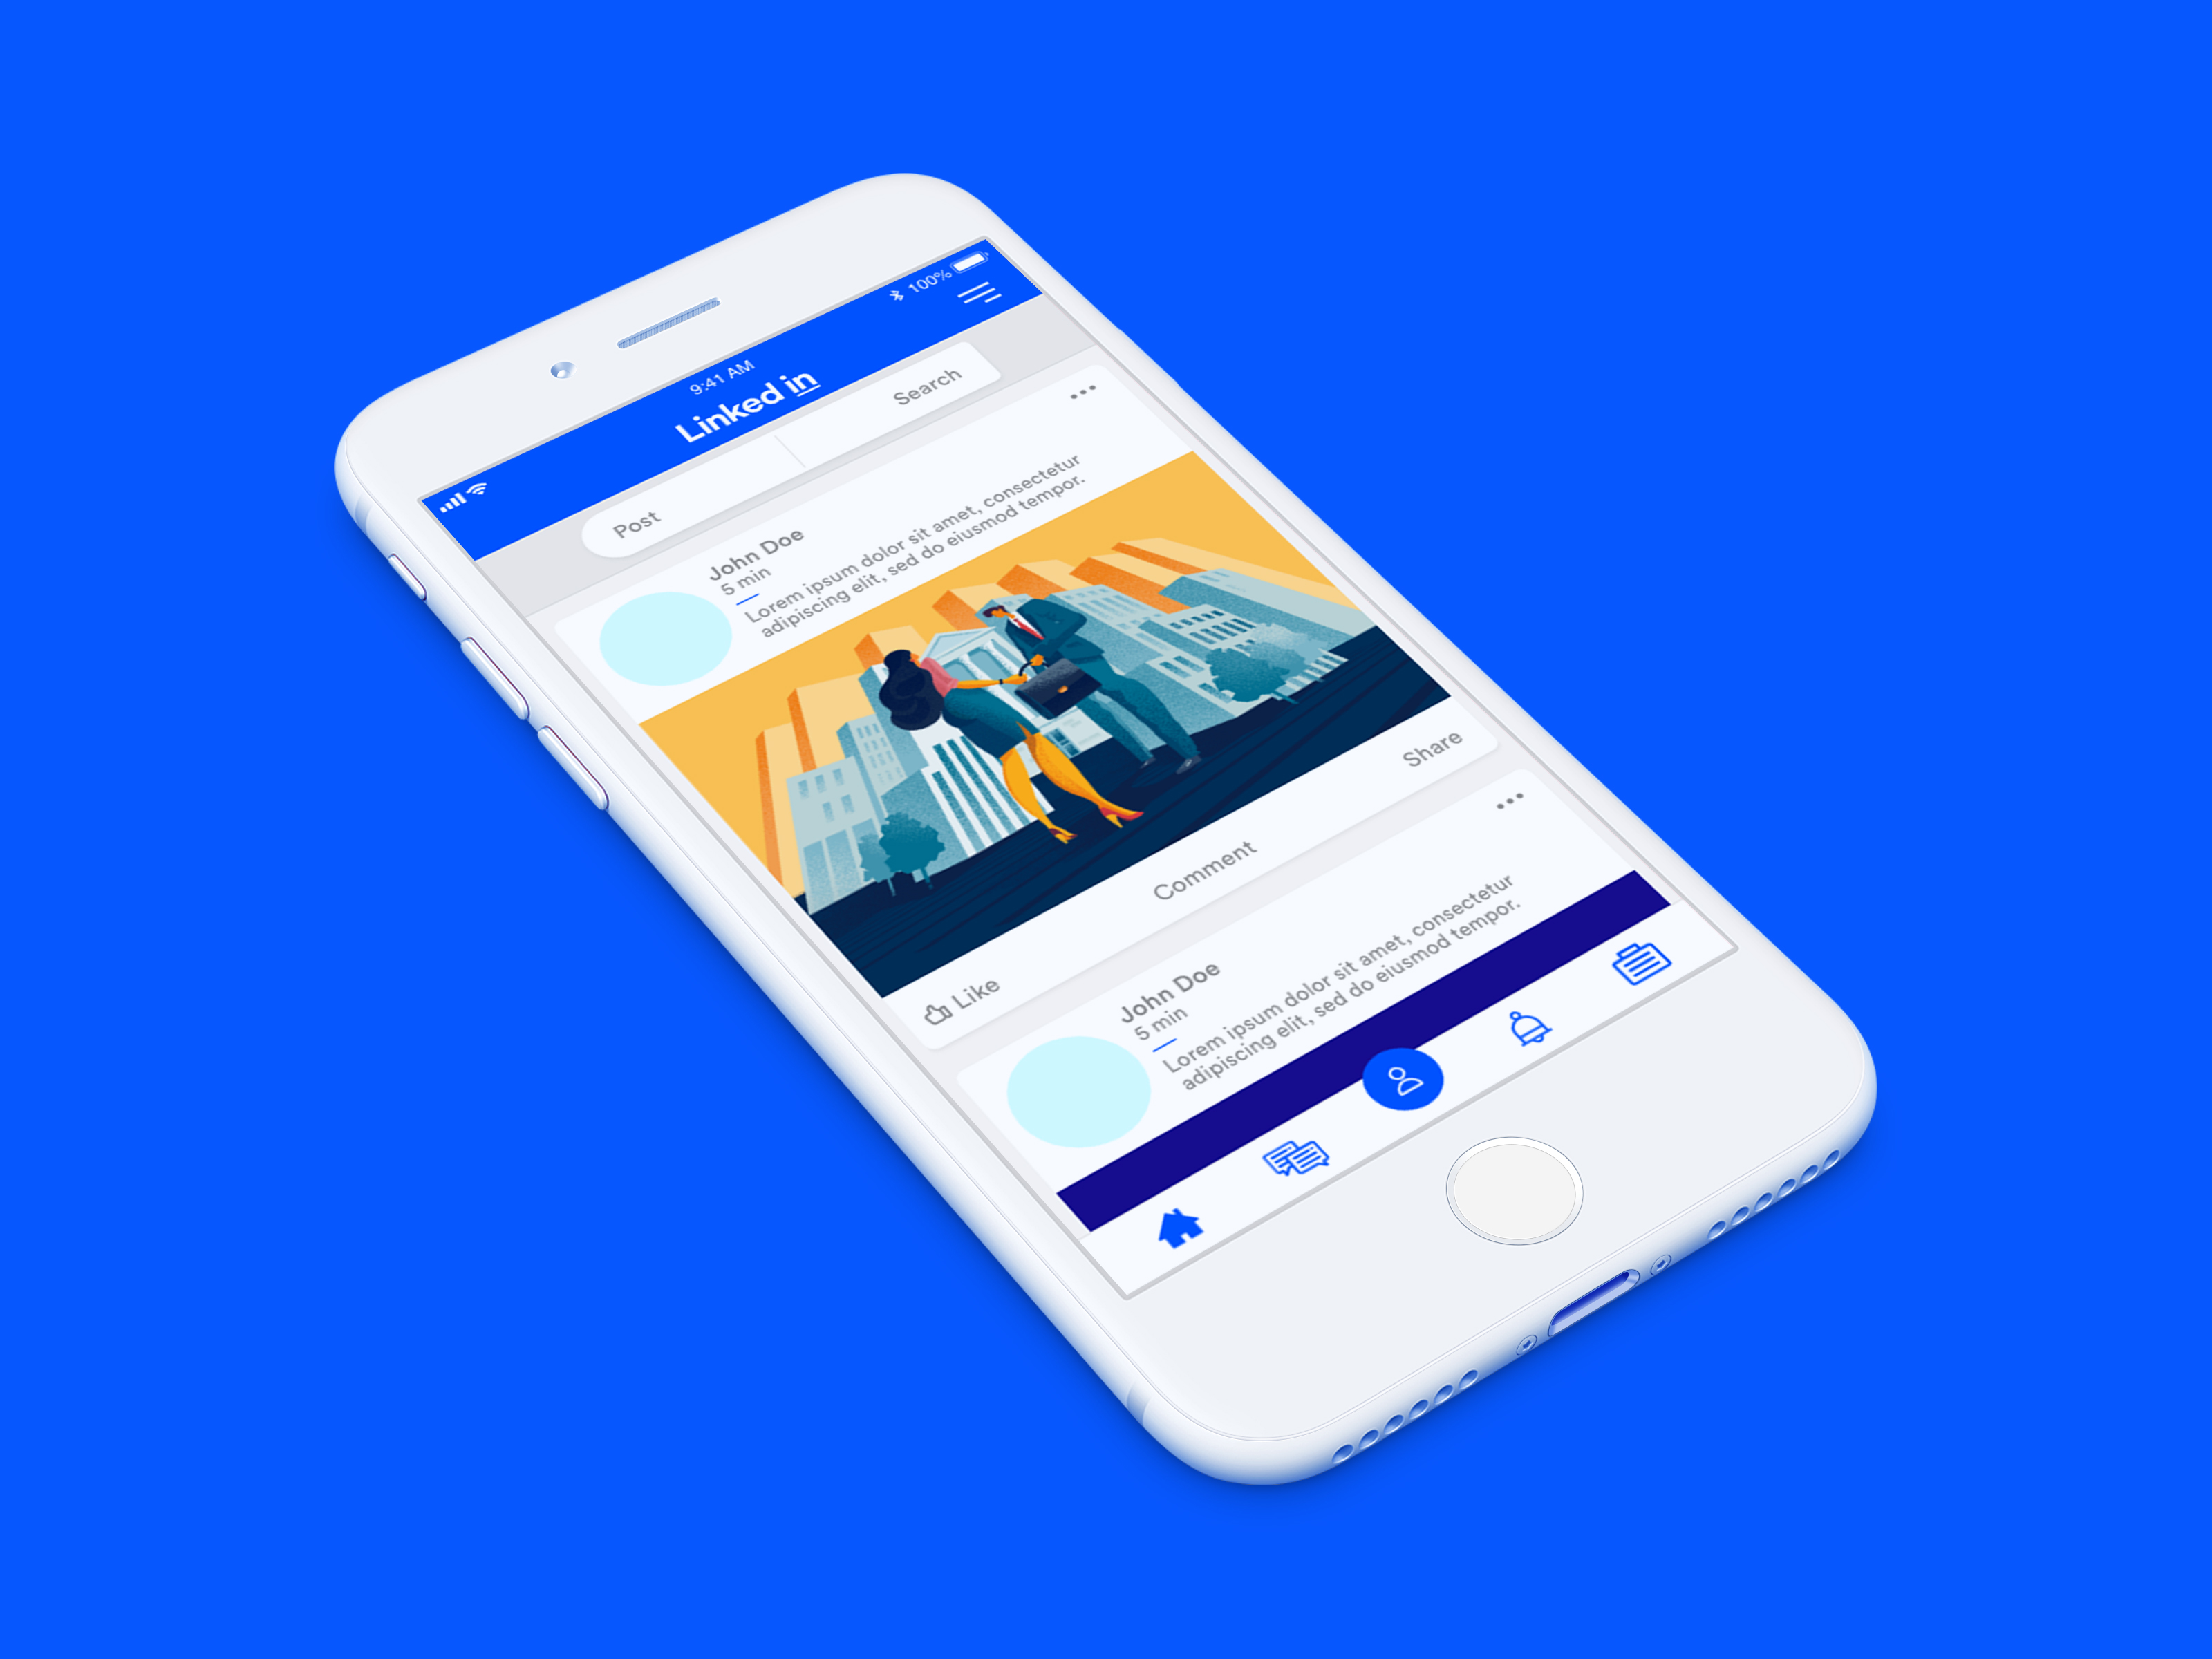 9:41 AM
100%
Linked in
Post
Search
John Doe
5 min
Lorem ipsum dolor sit amet, consectetur
adipiscing elit, sed do eiusmod tempor.
Like
Comment
Share
John Doe
5 min
Lorem ipsum dolor sit amet, consectetur
adipiscing elit, sed do eiusmod tempor.